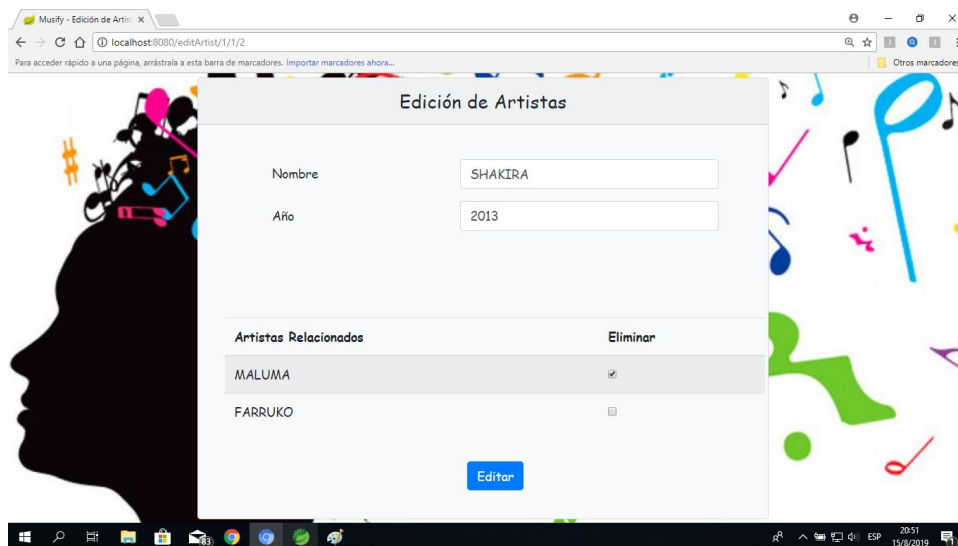 Musify - Edición de Artis
localhost:8080/editArtist/1/1/2
Para acceder rápido a una página, arrástrala a esta barra de marcadores. Importar marcadores ahora...
Otros marcadores
Edición de Artistas
Nombre SHAKIRA
Año 2013
Artistas Relacionados Eliminar
MALUMA
FARRUKO
Editar
83
ESP
20:51
15/8/2019